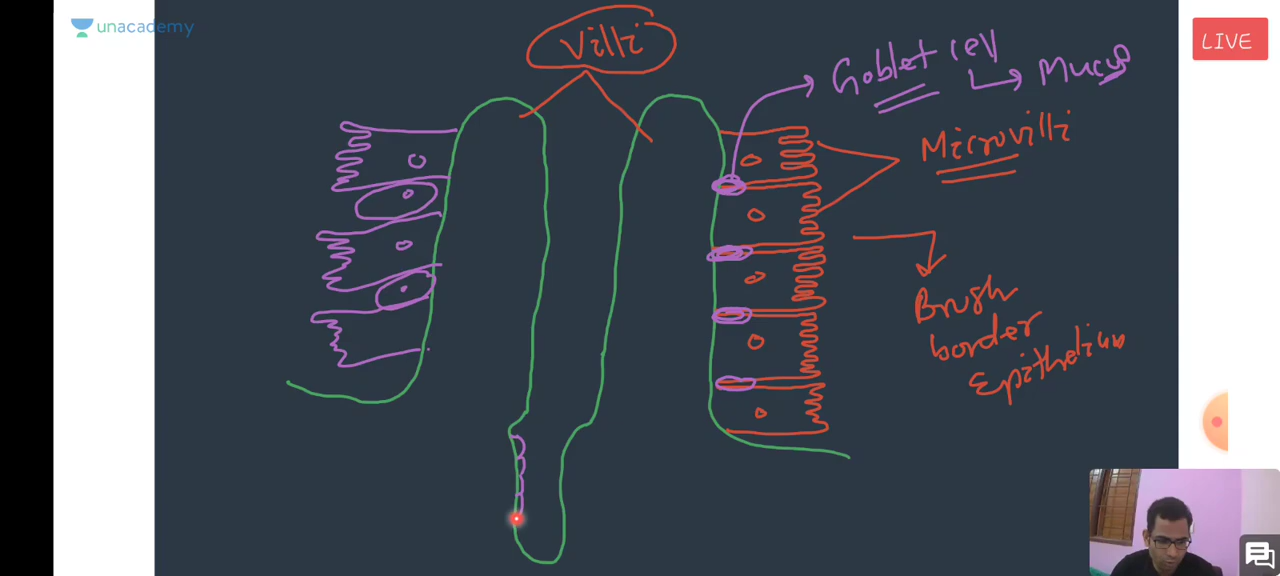 unacademy
LIVE
Villi
Goblet cell
Mucus
Microvilli
Brush
border
Epithelium